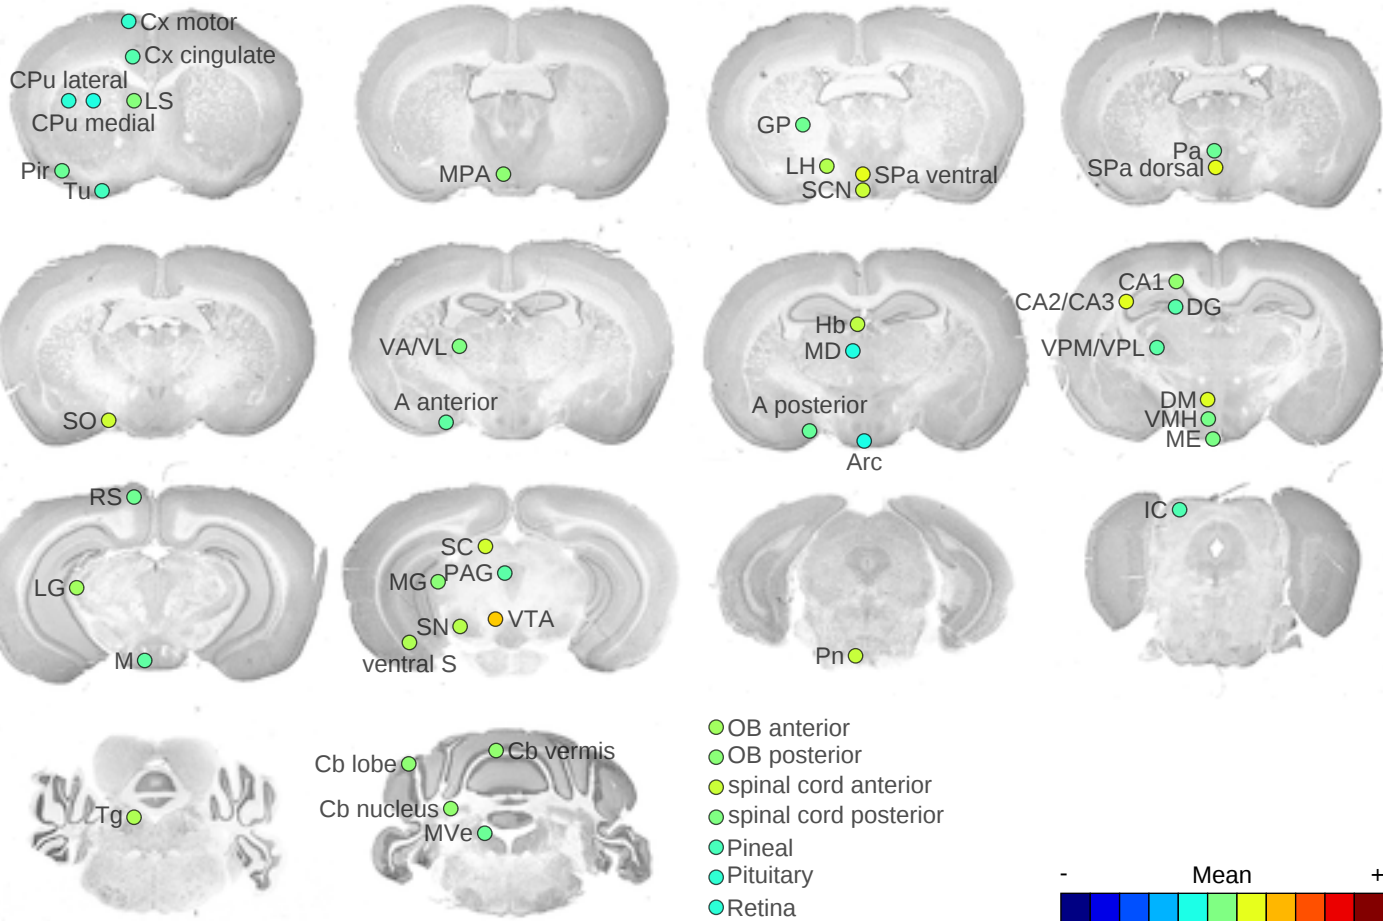 Cx motor
Cx cingulate
CPu lateral
LS
CPu medial
Pir
Tu
MPA
GP
LH
SPa ventral
SCN
Pa
SPa dorsal
SO
VA/VL
A anterior
Hb
MD
A posterior
Arc
CA1
CA2/CA3
DG
VPM/VPL
DM
VMH
ME
RS
LG
M
SC
MG
PAG
SN
VTA
ventral S
Pn
IC
Tg
Cb lobe
Cb vermis
Cb nucleus
MVe
OB anterior
OB posterior
spinal cord anterior
spinal cord posterior
Pineal
Pituitary
Retina
- Mean +